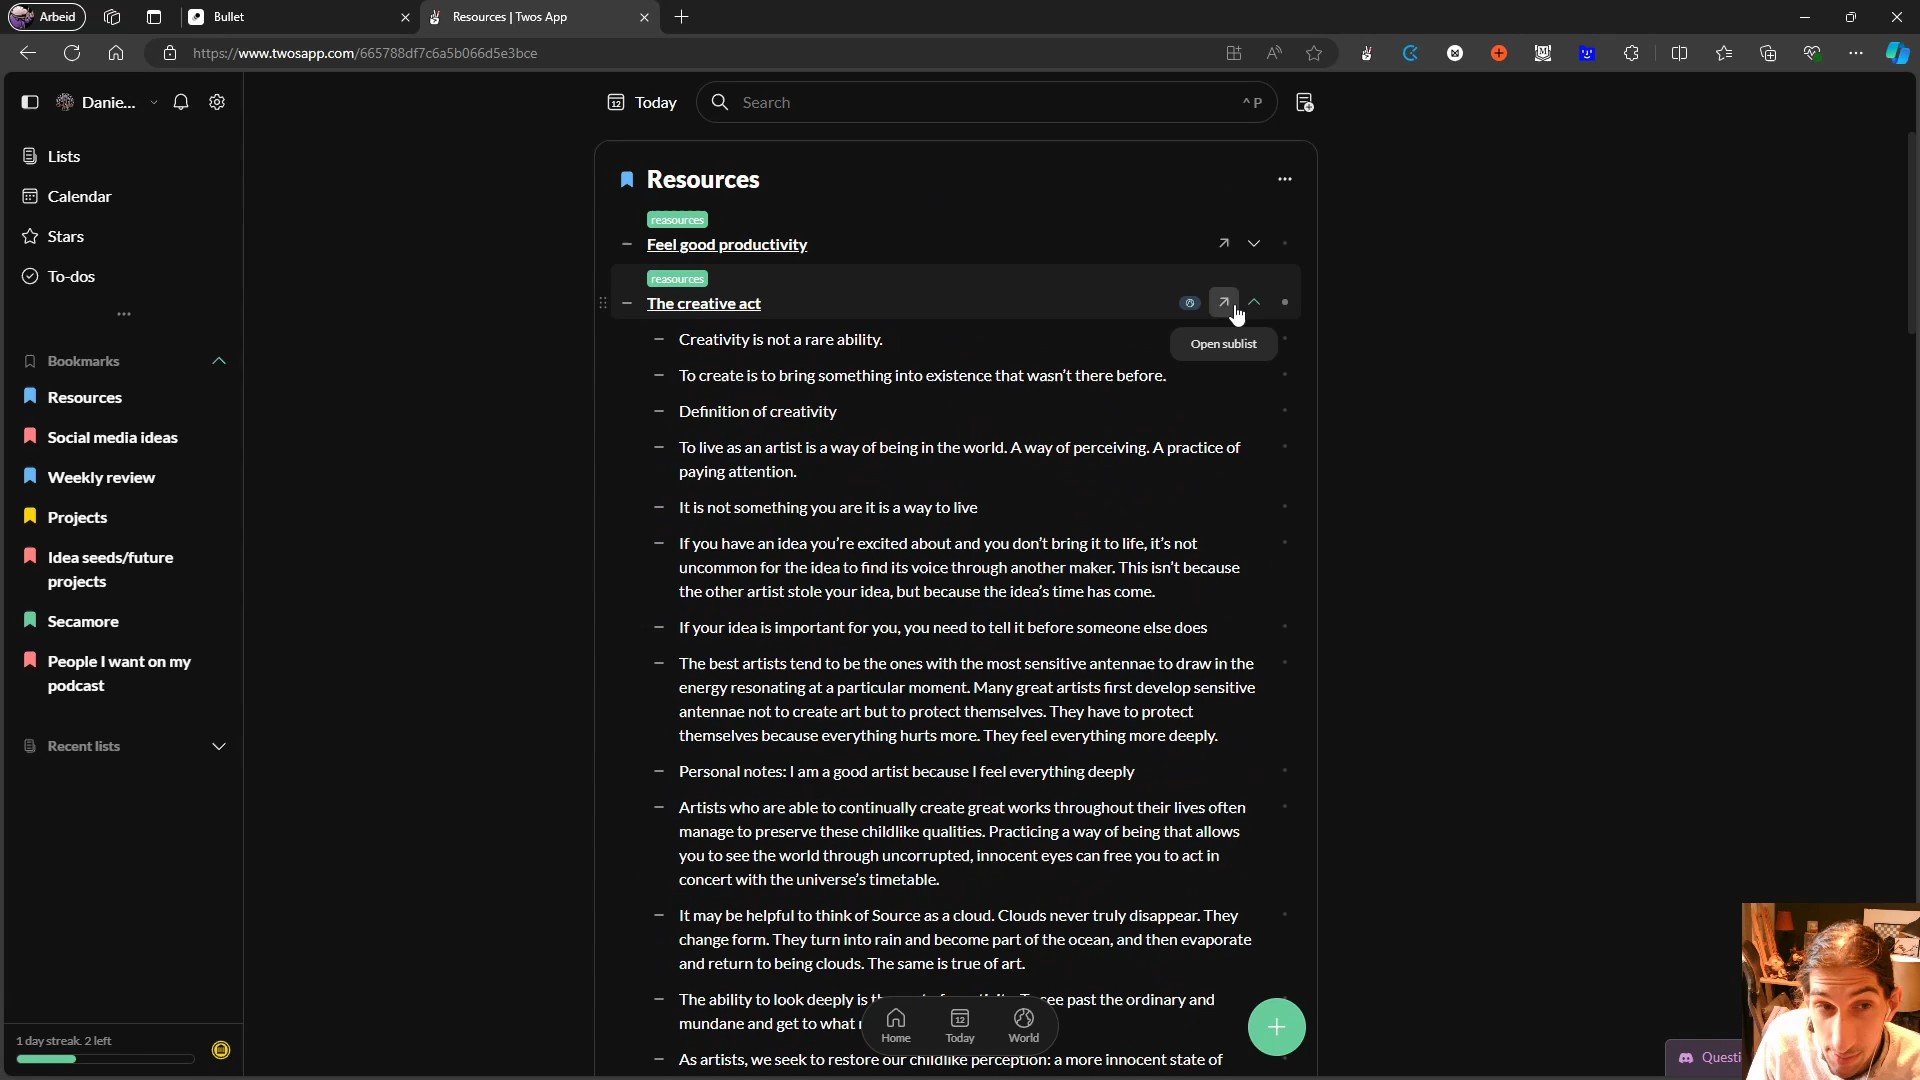 Arbeid
Bullet
Resources | Twos App
https://www.twosapp.com/665788df7c6a5b066d5e3bce
Danie...
Today
Search
^ P
Lists
Calendar
Stars
To-dos
Bookmarks
Resources
Social media ideas
Weekly review
Projects
Idea seeds/future
projects
Secamore
People I want on my
podcast
Recent lists
1 day streak. 2 left
Resources
reasources
Feel good productivity
reasources
The creative act
Open sublist
Creativity is not a rare ability.
To create is to bring something into existence that wasn't there before.
Definition of creativity
To live as an artist is a way of being in the world. A way of perceiving. A practice of
paying attention.
It is not something you are it is a way to live
If you have an idea you're excited about and you don't bring it to life, it's not
uncommon for the idea to find its voice through another maker. This isn't because
the other artist stole your idea, but because the idea's time has come.
If your idea is important for you, you need to tell it before someone else does
The best artists tend to be the ones with the most sensitive antennae to draw in the
energy resonating at a particular moment. Many great artists first develop sensitive
antennae not to create art but to protect themselves. They have to protect
themselves because everything hurts more. They feel everything more deeply.
Personal notes: I am a good artist because I feel everything deeply
Artists who are able to continually create great works throughout their lives often
manage to preserve these childlike qualities. Practicing a way of being that allows
you to see the world through uncorrupted, innocent eyes can free you to act in
concert with the universe's timetable.
It may be helpful to think of Source as a cloud. Clouds never truly disappear. They
change form. They turn into rain and become part of the ocean, and then evaporate
and return to being clouds. The same is true of art.
The ability to look deeply is see past the ordinary and
mundane and get to what
As artists, we seek to restore our childlike perception: a more innocent state of
Home
Today
World
12
12
Questi